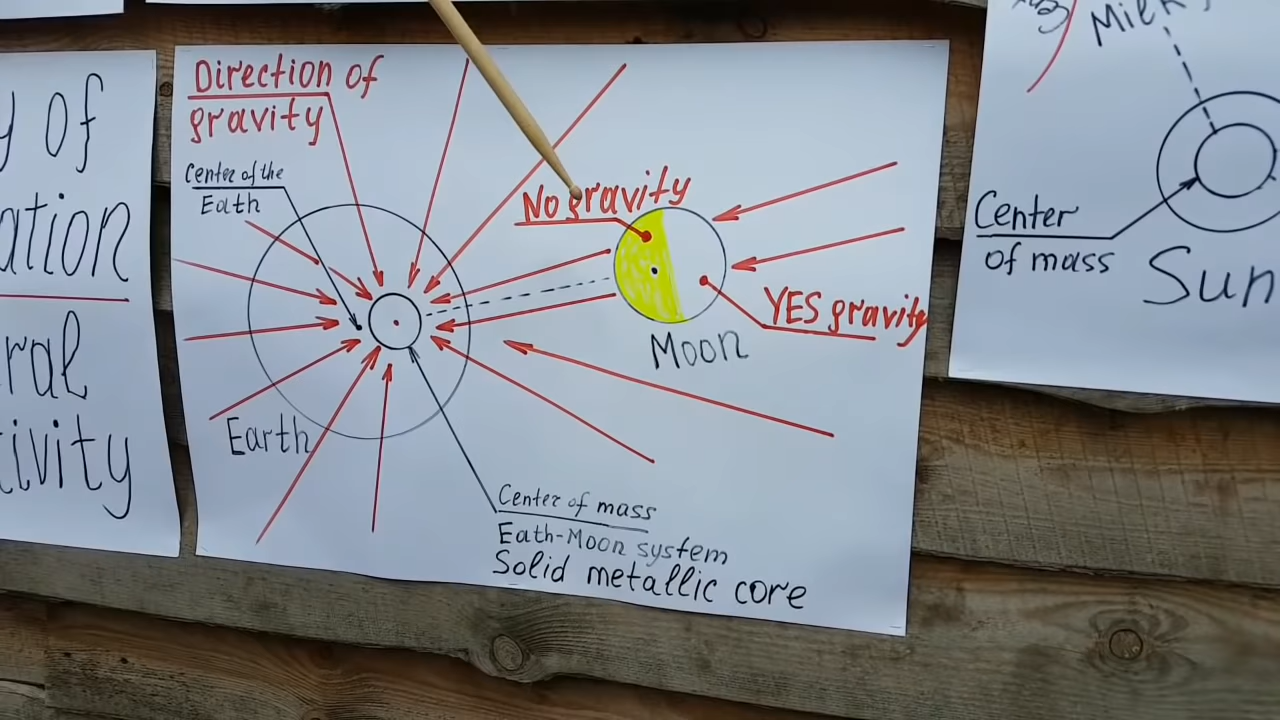 y of
ation
ral
tivity
Direction of
gravity
Center of the
Eath
No gravity
YES gravity
Moon
Earth
Center of mass
Eath-Moon system
Solid metallic core
Milk
Center
of mass
Sun